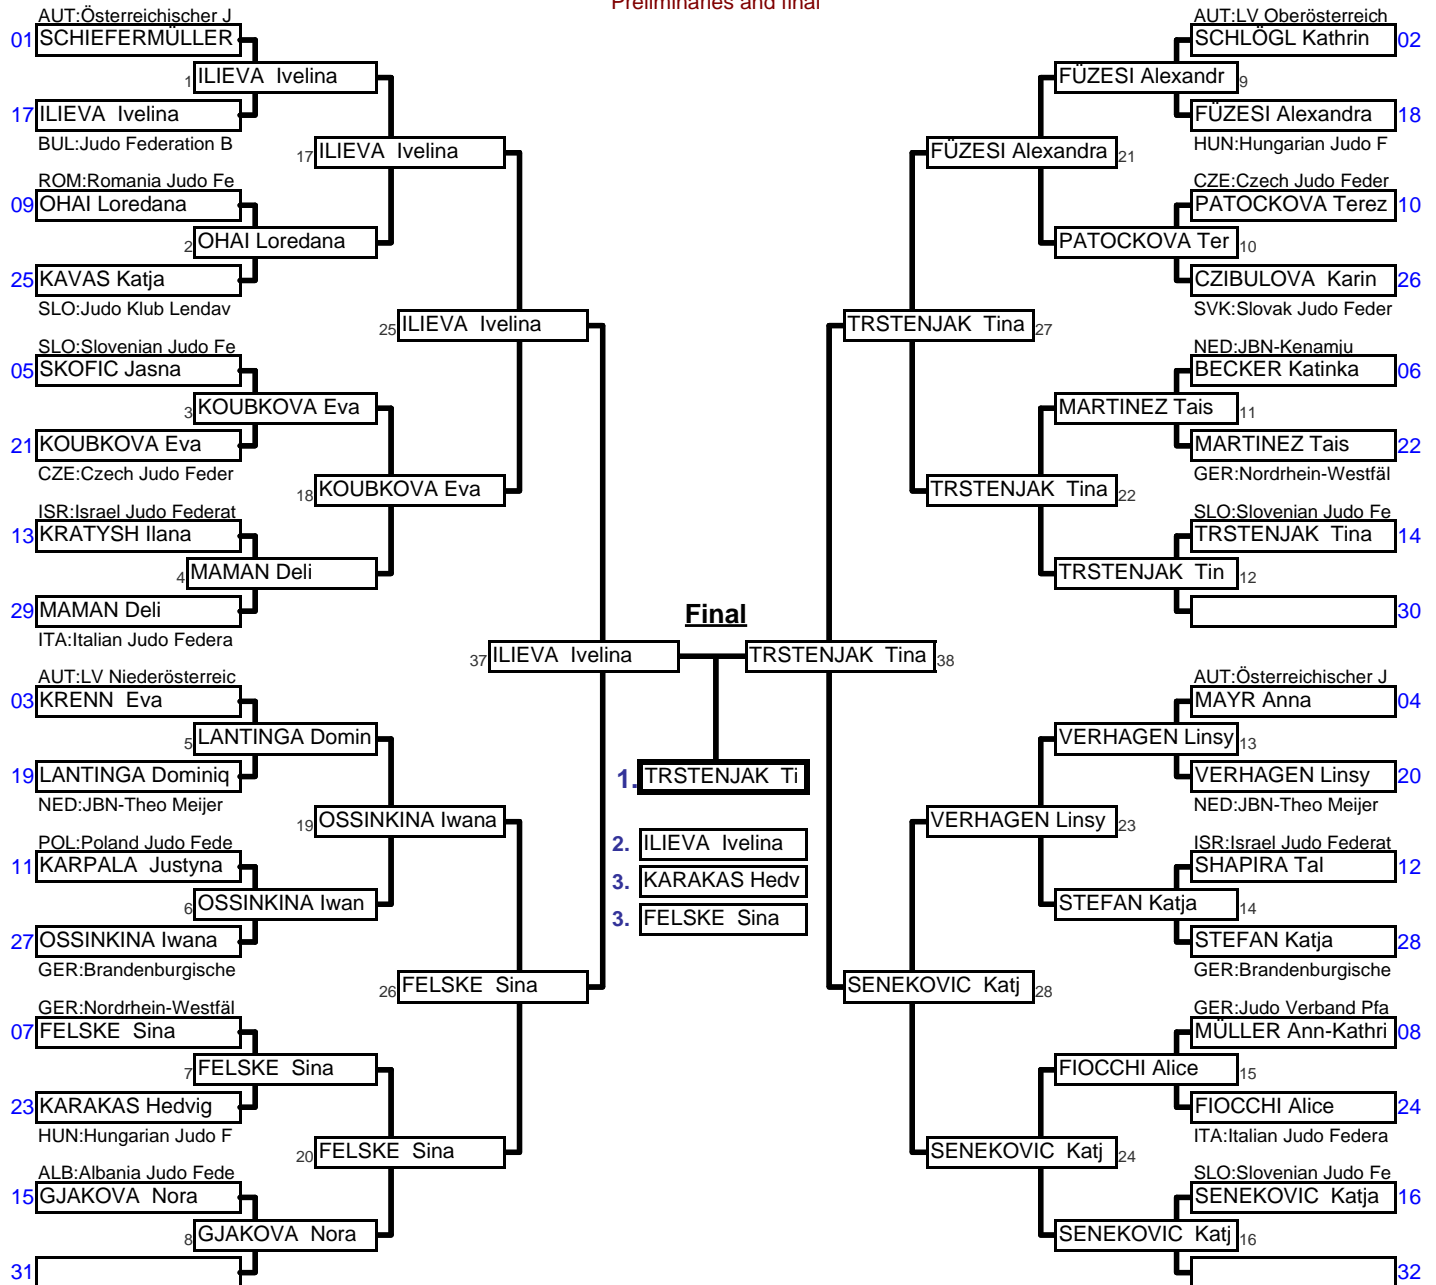 Preliminaries and final
AUT:Österreichischer J
01 SCHIEFERMÜLLER
1 ILIEVA Ivelina
17 ILIEVA Ivelina
BUL:Judo Federation B
17 ILIEVA Ivelina
ROM:Romania Judo Fe
09 OHAI Loredana
2 OHAI Loredana
25 KAVAS Katja
SLO:Judo Klub Lendav
25 ILIEVA Ivelina
SLO:Slovenian Judo Fe
05 SKOFIC Jasna
3 KOUBKOVA Eva
21 KOUBKOVA Eva
CZE:Czech Judo Feder
18 KOUBKOVA Eva
ISR:Israel Judo Federat
13 KRATYSH Ilana
4 MAMAN Deli
29 MAMAN Deli
ITA:Italian Judo Federa
37 ILIEVA Ivelina
AUT:LV Niederösterreic
03 KRENN Eva
5 LANTINGA Domin
19 LANTINGA Dominiq
NED:JBN-Theo Meijer
19 OSSINKINA Iwana
POL:Poland Judo Fede
11 KARPALA Justyna
6 OSSINKINA Iwan
27 OSSINKINA Iwana
GER:Brandenburgische
26 FELSKE Sina
GER:Nordrhein-Westfäl
07 FELSKE Sina
7 FELSKE Sina
23 KARAKAS Hedvig
HUN:Hungarian Judo F
20 FELSKE Sina
ALB:Albania Judo Fede
15 GJAKOVA Nora
8 GJAKOVA Nora
31
Final
1. TRSTENJAK Ti
2. ILIEVA Ivelina
3. KARAKAS Hedv
3. FELSKE Sina
AUT:LV Oberösterreich
SCHLÖGL Kathrin 02
FÜZESI Alexandr 9
FÜZESI Alexandra 18
HUN:Hungarian Judo F
FÜZESI Alexandra 21
CZE:Czech Judo Feder
PATOCKOVA Terez 10
PATOCKOVA Ter 10
CZIBULOVA Karin 26
SVK:Slovak Judo Feder
TRSTENJAK Tina 27
NED:JBN-Kenamju
BECKER Katinka 06
MARTINEZ Tais 11
MARTINEZ Tais 22
GER:Nordrhein-Westfäl
TRSTENJAK Tina 22
SLO:Slovenian Judo Fe
TRSTENJAK Tina 14
TRSTENJAK Tin 12
30
TRSTENJAK Tina 38
AUT:Österreichischer J
MAYR Anna 04
VERHAGEN Linsy 13
VERHAGEN Linsy 20
NED:JBN-Theo Meijer
VERHAGEN Linsy 23
ISR:Israel Judo Federat
SHAPIRA Tal 12
STEFAN Katja 14
STEFAN Katja 28
GER:Brandenburgische
SENEKOVIC Katj 28
GER:Judo Verband Pfa
MÜLLER Ann-Kathri 08
FIOCCHI Alice 15
FIOCCHI Alice 24
ITA:Italian Judo Federa
SENEKOVIC Katj 24
SLO:Slovenian Judo Fe
SENEKOVIC Katja 16
SENEKOVIC Katj 16
32